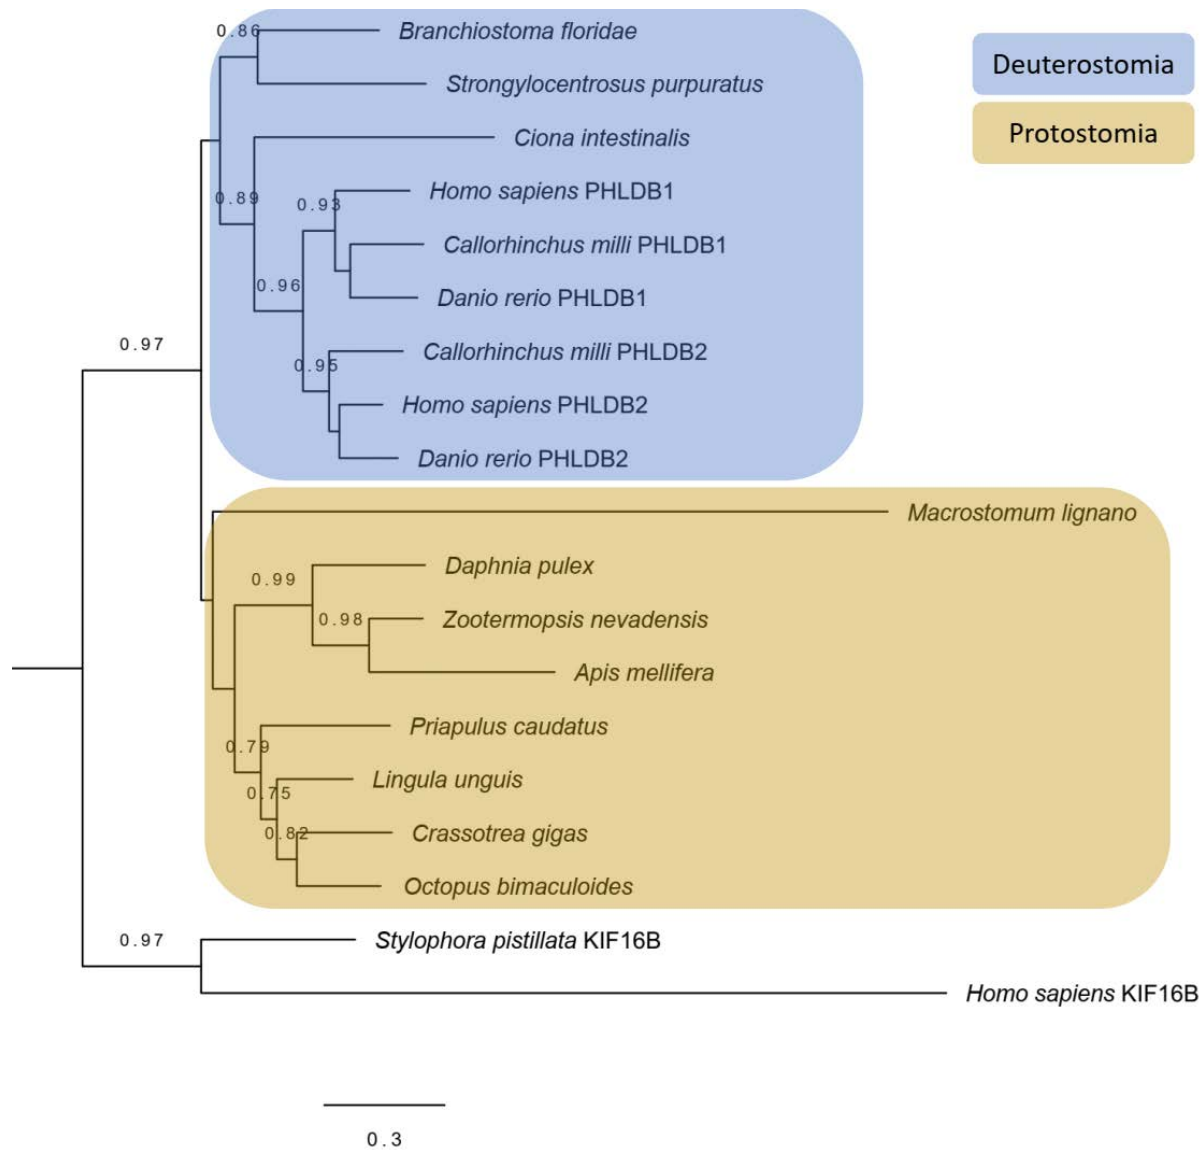 0.86
Branchiostoma floridae
Deuterostomia
Strongylocentrosus purpuratus
Protostomia
Ciona intestinalis
0.89
0.93
Homo sapiens PHLDB1
Callorhinchus milli PHLDB1
0.96
Danio rerio PHLDB1
0.97
Callorhinchus milli PHLDB2
0.95
Homo sapiens PHLDB2
Danio rerio PHLDB2
Macrostomum lignano
Daphnia pulex
0.99
0.98
Zootermopsis nevadensis
Apis mellifera
Priapulus caudatus
0.79
Lingula unguis
0.75
0.82
Crassotrea gigas
Octopus bimaculoides
0.97
Stylophora pistillata KIF16B
Homo sapiens KIF16B
0.3